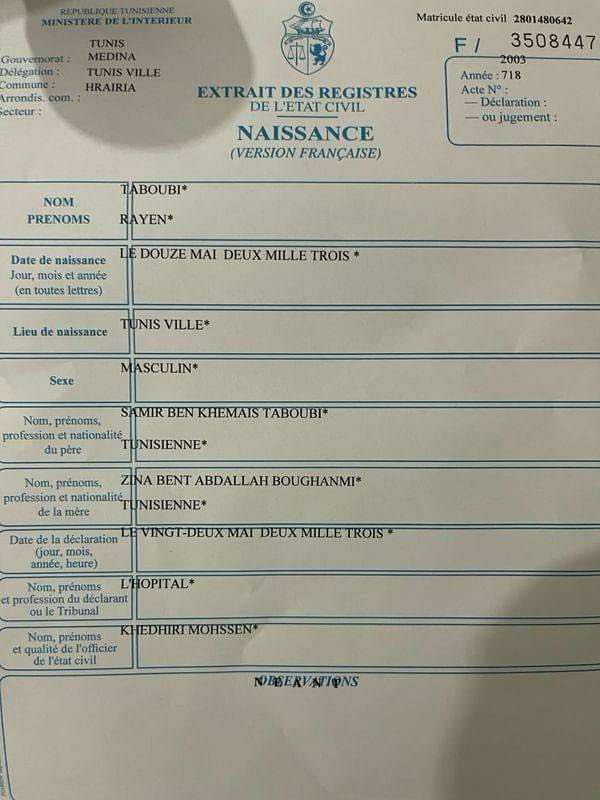 REPUBLIQUE TUNISIENNE
MINISTERE DE L'INTERIEUR
Matricule état civil 2801480642
F / 3508447
TUNIS
Gouvernorat : MEDINA
Délégation : TUNIS VILLE
Commune : HRAIRIA
Arrondis. com. :
Secteur :
2003
Année : 718
Acte N° :
— Déclaration :
— ou jugement :
EXTRAIT DES REGISTRES
DE L'ETAT CIVIL
NAISSANCE
(VERSION FRANÇAISE)
NOM TABOUBI*
PRENOMS RAYEN*
Date de naissance LE DOUZE MAI DEUX MILLE TROIS *
Jour, mois et année
(en toutes lettres)
Lieu de naissance TUNIS VILLE*
Sexe MASCULIN*
Nom, prénoms, SAMIR BEN KHEMAIS TABOUBI*
profession et nationalité TUNISIENNE*
du père
Nom, prénoms, ZINA BENT ABDALLAH BOUGHANMI*
profession et nationalité TUNISIENNE*
de la mère
Date de la déclaration LE VINGT-DEUX MAI DEUX MILLE TROIS *
(jour, mois,
année, heure)
Nom, prénoms L'HOPITAL*
et profession du déclarant
ou le Tribunal
Nom, prénoms KHEDHIRI MOHSSEN*
et qualité de l'officier
de l'état civil
OBSERVATIONS
N E A N T